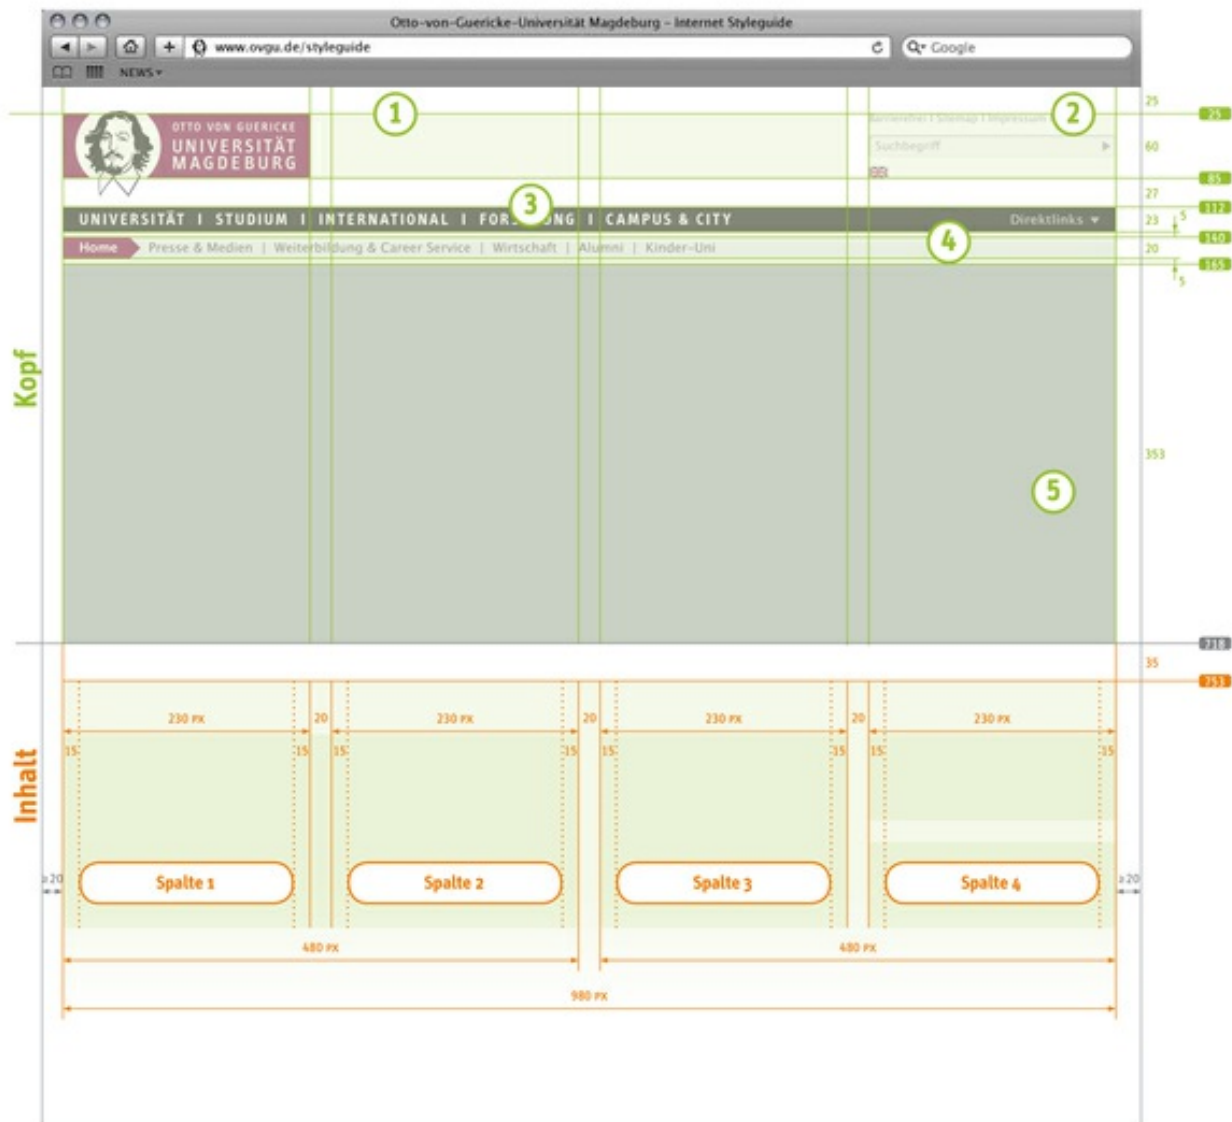 Otto-von-Guericke-Universität Magdeburg – Internet Styleguide
www.ovgu.de/styleguide
Google
NEWS
1
2
25
25
OTTO VON GUERICKE
UNIVERSITÄT
MAGDEBURG
Barrierefrei I Sitemap I Impressum
Suchbegriff
60
85
27
112
3
UNIVERSITÄT I STUDIUM I INTERNATIONAL I FORSCHUNG I CAMPUS & CITY
Direktlinks
23
5
4
140
Home
Presse & Medien | Weiterbildung & Career Service | Wirtschaft | Alumni | Kinder-Uni
20
165
5
Kopf
353
5
718
35
753
230 PX
20
230 PX
20
230 PX
20
230 PX
15
15
15
15
15
15
15
15
Inhalt
≥20
Spalte 1
Spalte 2
Spalte 3
Spalte 4
≥20
480 PX
480 PX
980 PX